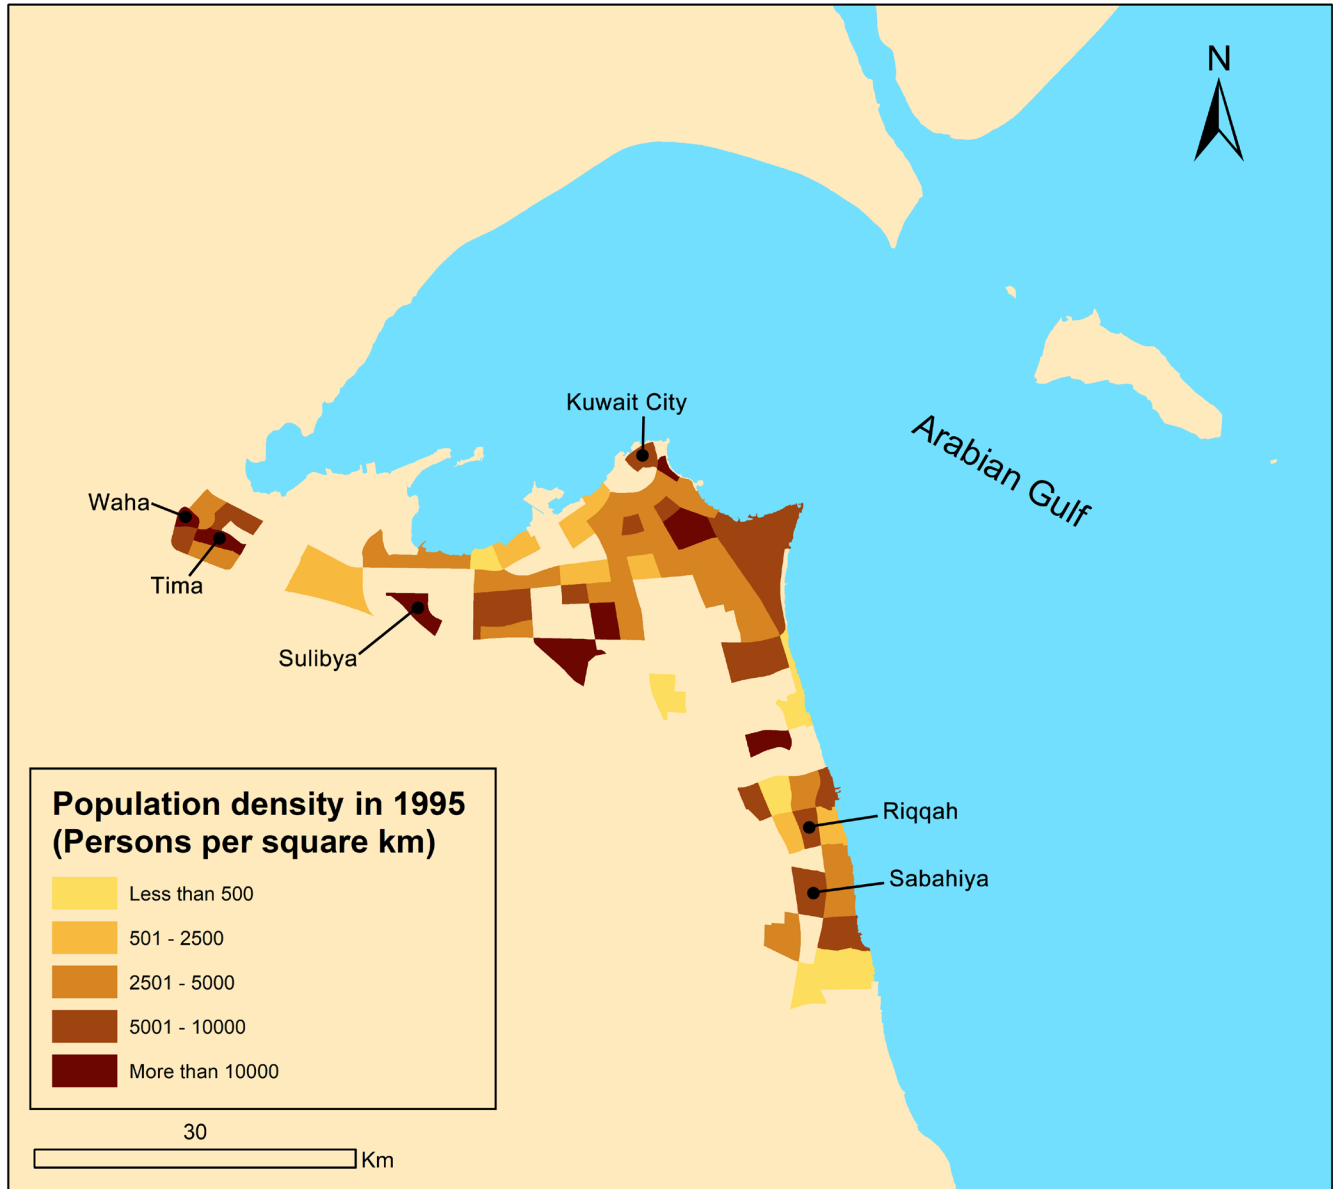 N
Kuwait City
Arabian Gulf
Waha
Tima
Sulibya
Riqqah
Sabahiya
Population density in 1995
(Persons per square km)
Less than 500
501 - 2500
2501 - 5000
5001 - 10000
More than 10000
30
Km